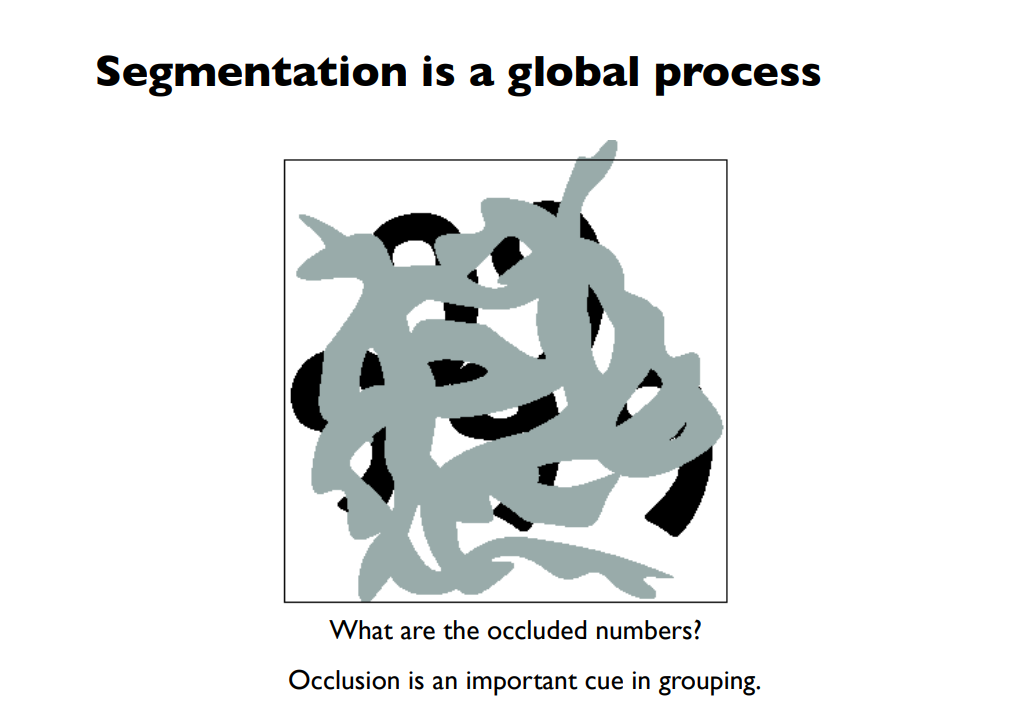 Segmentation is a global process
What are the occluded numbers?
Occlusion is an important cue in grouping.